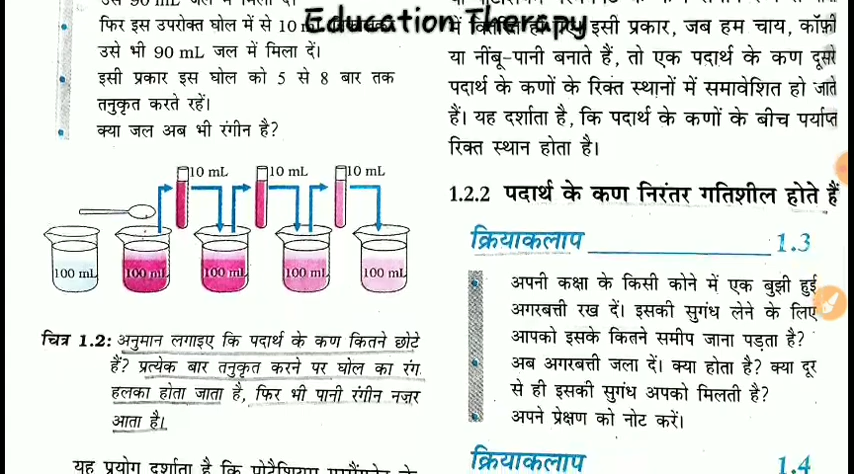 Education Therapy
फिर इस उपरोक्त घोल में से 10 m
उसे भी 90 mL जल में मिला दें।
इसी प्रकार इस घोल को 5 से 8 बार तक
तनुकृत करते रहें।
क्या जल अब भी रंगीन है?
10 mL 10 mL 10 mL
100 mL 100 mL 100 mL 100 mL 100 mL
चित्र 1.2: अनुमान लगाइए कि पदार्थ के कण कितने छोटे
हैं? प्रत्येक बार तनुकृत करने पर घोल का रंग
हलका होता जाता है, फिर भी पानी रंगीन नज़र
आता है।
यह प्रयोग दर्शाता है कि पोटैशियम परमैंगनेट के
में इसी प्रकार, जब हम चाय, कॉफ़ी
या नींबू-पानी बनाते हैं, तो एक पदार्थ के कण दूसरे
पदार्थ के कणों के रिक्त स्थानों में समावेशित हो जाते
हैं। यह दर्शाता है, कि पदार्थ के कणों के बीच पर्याप्त
रिक्त स्थान होता है।
1.2.2 पदार्थ के कण निरंतर गतिशील होते हैं
क्रियाकलाप 1.3
अपनी कक्षा के किसी कोने में एक बुझी हुई
अगरबत्ती रख दें। इसकी सुगंध लेने के लिए
आपको इसके कितने समीप जाना पड़ता है?
अब अगरबत्ती जला दें। क्या होता है? क्या दूर
से ही इसकी सुगंध अपको मिलती है?
अपने प्रेक्षण को नोट करें।
क्रियाकलाप 1.4